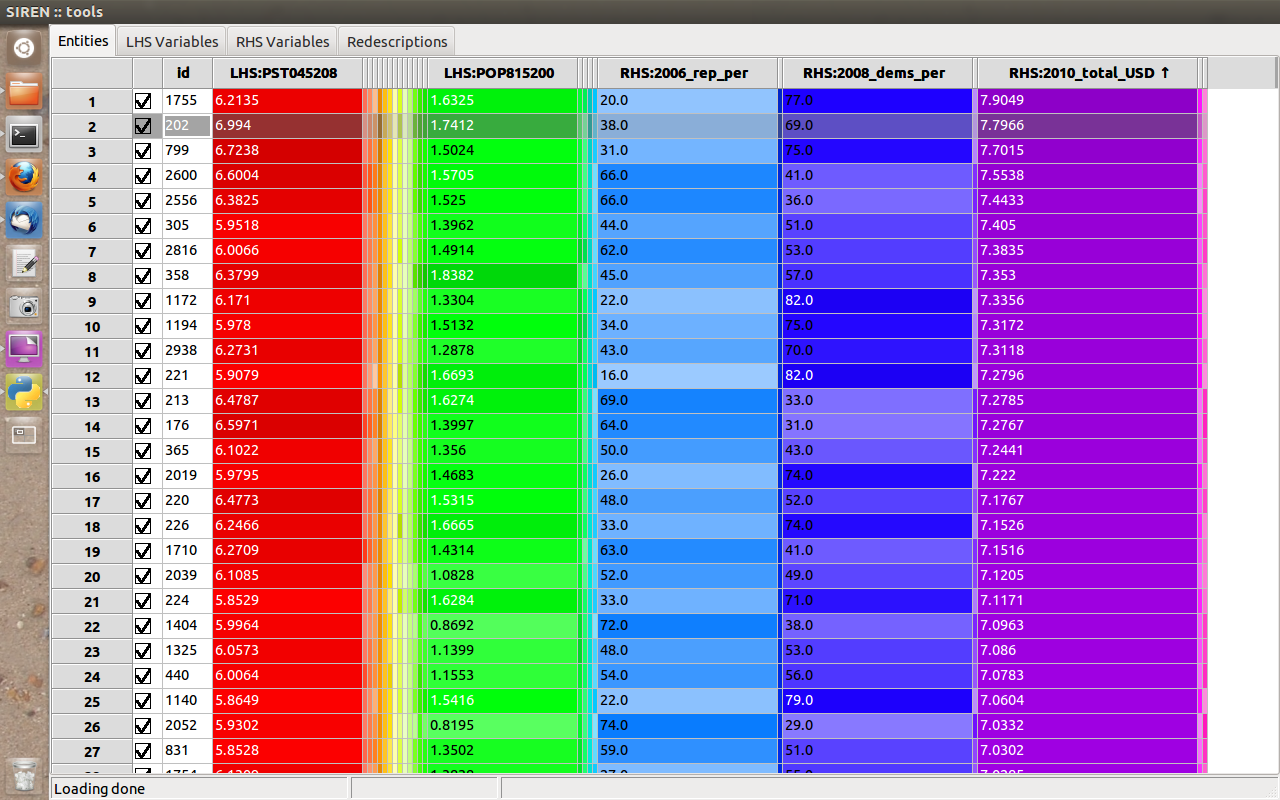 SIREN :: tools
Entities LHS Variables RHS Variables Redescriptions
id LHS:PST045208 LHS:POP815200 RHS:2006_rep_per RHS:2008_dems_per RHS:2010_total_USD ↑
1 1755 6.2135 1.6325 20.0 77.0 7.9049
2 202 6.994 1.7412 38.0 69.0 7.7966
3 799 6.7238 1.5024 31.0 75.0 7.7015
4 2600 6.6004 1.5705 66.0 41.0 7.5538
5 2556 6.3825 1.525 66.0 36.0 7.4433
6 305 5.9518 1.3962 44.0 51.0 7.405
7 2816 6.0066 1.4914 62.0 53.0 7.3835
8 358 6.3799 1.8382 45.0 57.0 7.353
9 1172 6.171 1.3304 22.0 82.0 7.3356
10 1194 5.978 1.5132 34.0 75.0 7.3172
11 2938 6.2731 1.2878 43.0 70.0 7.3118
12 221 5.9079 1.6693 16.0 82.0 7.2796
13 213 6.4787 1.6274 69.0 33.0 7.2785
14 176 6.5971 1.3997 64.0 31.0 7.2767
15 365 6.1022 1.356 50.0 43.0 7.2441
16 2019 5.9795 1.4683 26.0 74.0 7.222
17 220 6.4773 1.5315 48.0 52.0 7.1767
18 226 6.2466 1.6665 33.0 74.0 7.1526
19 1710 6.2709 1.4314 63.0 41.0 7.1516
20 2039 6.1085 1.0828 52.0 49.0 7.1205
21 224 5.8529 1.6284 33.0 71.0 7.1171
22 1404 5.9964 0.8692 72.0 38.0 7.0963
23 1325 6.0573 1.1399 48.0 53.0 7.086
24 440 6.0064 1.1553 54.0 56.0 7.0783
25 1140 5.8649 1.5416 22.0 79.0 7.0604
26 2052 5.9302 0.8195 74.0 29.0 7.0332
27 831 5.8528 1.3502 59.0 51.0 7.0302
Loading done